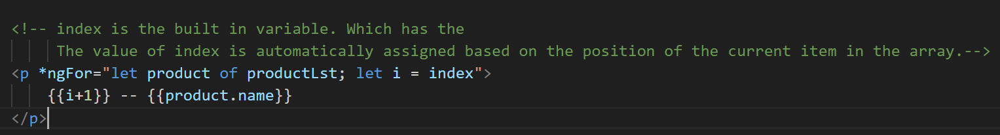 <!-- index is the built in variable. Which has the
The value of index is automatically assigned based on the position of the current item in the array.-->
<p *ngFor="let product of productLst; let i = index">
{{i+1}} -- {{product.name}}
</p>